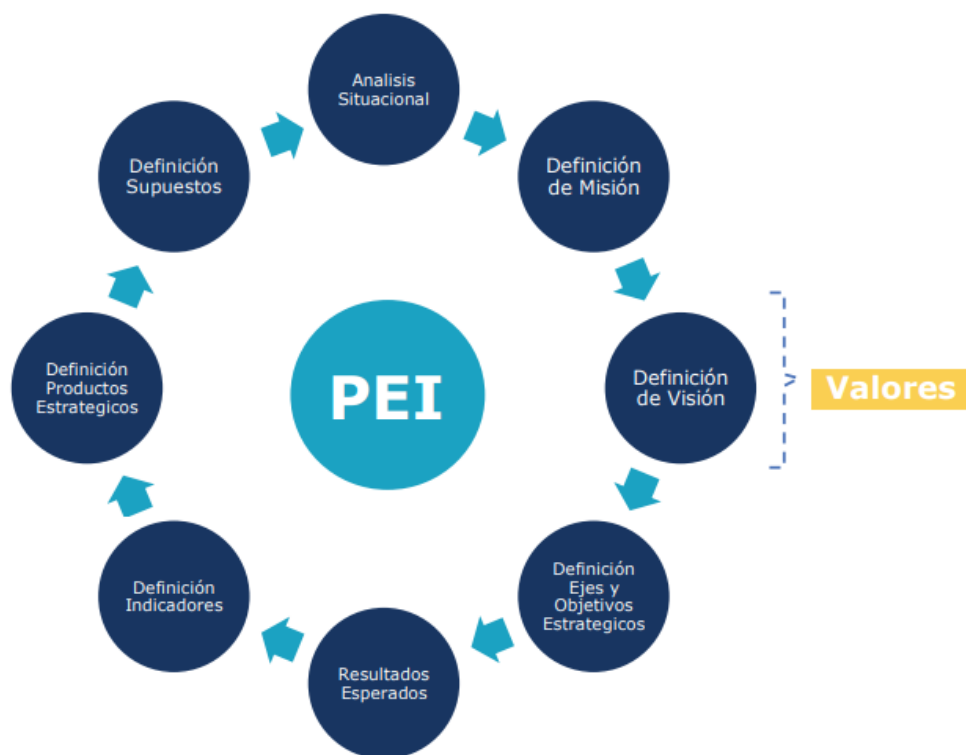 Analisis
Situacional
Definición
de Misión
Definición
de Visión
Valores
Definición
Ejes y
Objetivos
Estrategicos
Resultados
Esperados
Definición
Indicadores
Definición
Productos
Estrategicos
Definición
Supuestos
PEI